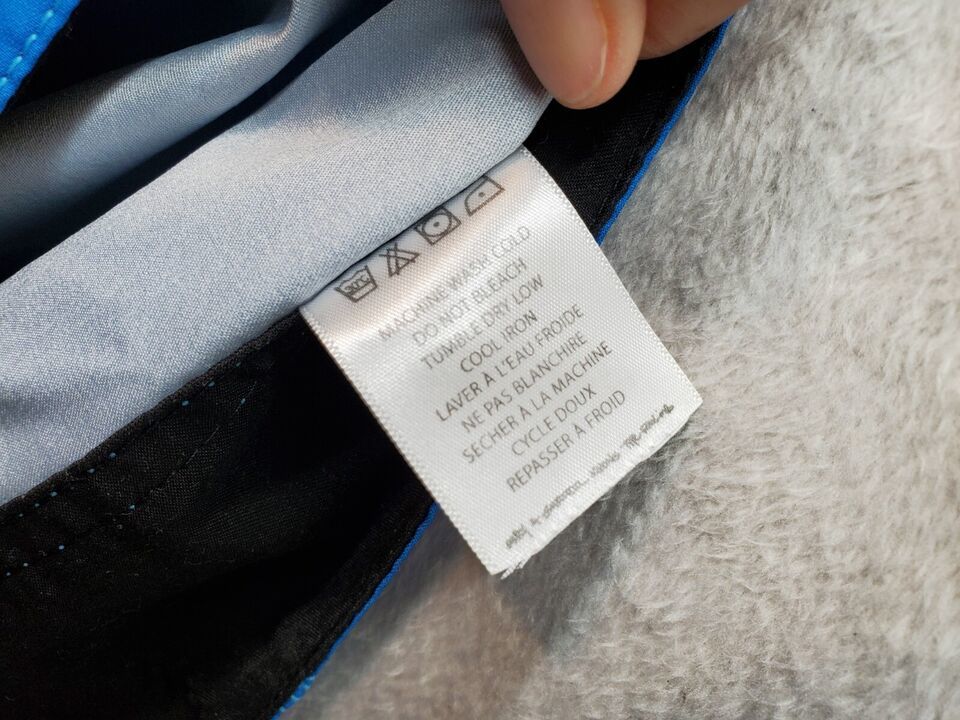 30°C
MACHINE WASH COLD
DO NOT BLEACH
TUMBLE DRY LOW
COOL IRON
LAVER À L'EAU FROIDE
NE PAS BLANCHIRE
SECHER À LA MACHINE
CYCLE DOUX
REPASSER À FROID